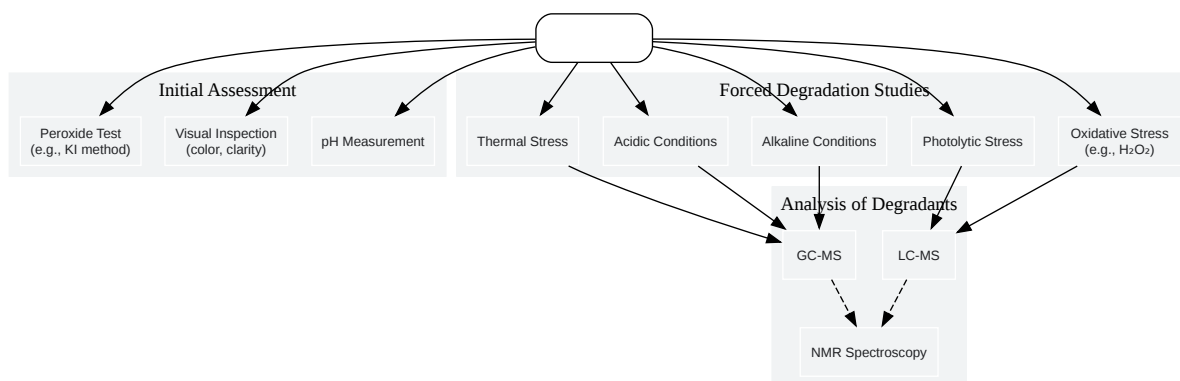 Initial Assessment
Forced Degradation Studies
Peroxide Test
(e.g., KI method)
Visual Inspection
(color, clarity)
pH Measurement
Thermal Stress
Acidic Conditions
Alkaline Conditions
Photolytic Stress
Oxidative Stress
(e.g., H₂O₂)
Analysis of Degradants
GC-MS
LC-MS
NMR Spectroscopy